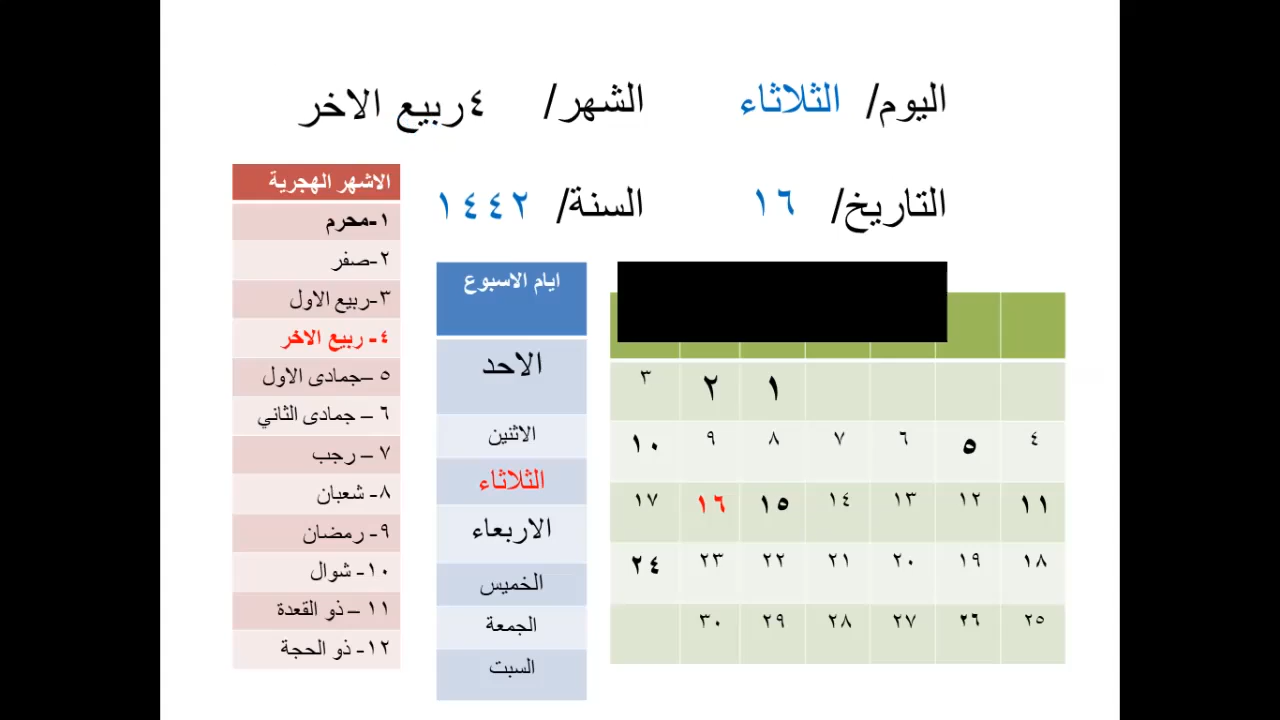 اليوم/ الثلاثاء الشهر/ ٤ربيع الاخر
التاريخ/ ١٦ السنة/ ١٤٤٢
١ ٢ ٣
٤ ٥ ٦ ٧ ٨ ٩ ١٠
١١ ١٢ ١٣ ١٤ ١٥ ١٦ ١٧
١٨ ١٩ ٢٠ ٢١ ٢٢ ٢٣ ٢٤
٢٥ ٢٦ ٢٧ ٢٨ ٢٩ ٣٠
ايام الاسبوع
الاحد
الاثنين
الثلاثاء
الاربعاء
الخميس
الجمعة
السبت
الاشهر الهجرية
١-محرم
٢-صفر
٣-ربيع الاول
٤- ربيع الاخر
٥ –جمادى الاول
٦ – جمادى الثاني
٧ – رجب
٨- شعبان
٩- رمضان
١٠- شوال
١١ – ذو القعدة
١٢- ذو الحجة